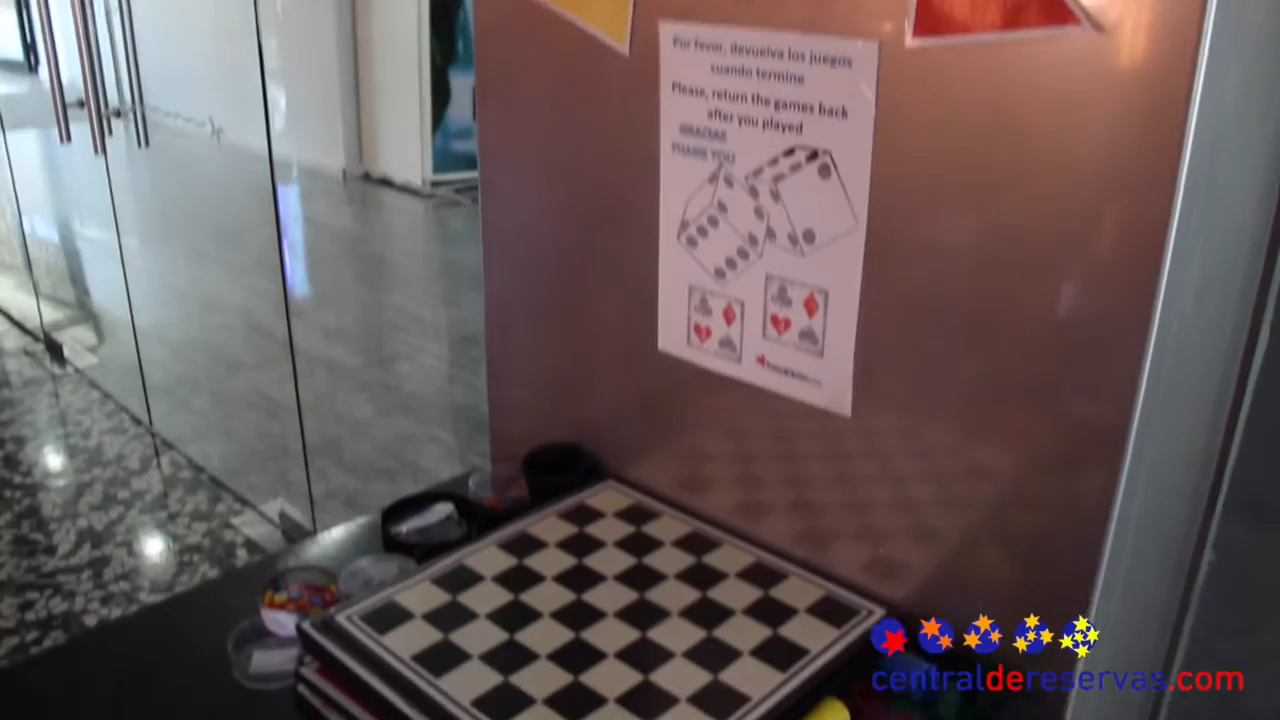 Por favor, devuelva los juegos
cuando termine
Please, return the games back
after you played
GRACIAS
THANK YOU
centraldereservas.com